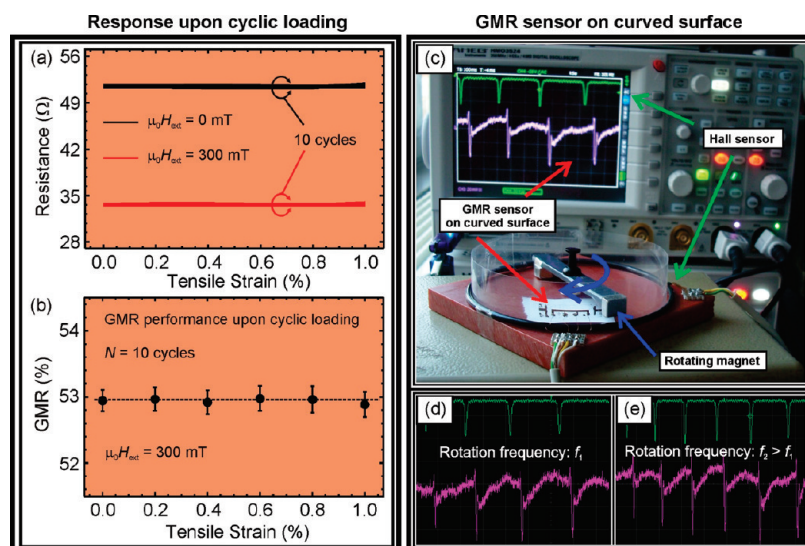 Response upon cyclic loading
(a)
56
51
42
35
28
Resistance (Ω)
μ₀Hext = 0 mT
μ₀Hext = 300 mT
10 cycles
0.0 0.2 0.4 0.6 0.8 1.0
Tensile Strain (%)
(b)
54
53
52
GMR (%)
GMR performance upon cyclic loading
N = 10 cycles
μ₀Hext = 300 mT
0.0 0.2 0.4 0.6 0.8 1.0
Tensile Strain (%)
GMR sensor on curved surface
(c)
Hall sensor
GMR sensor
on curved surface
Rotating magnet
(d)
Rotation frequency: f₁
(e)
Rotation frequency: f₂ > f₁